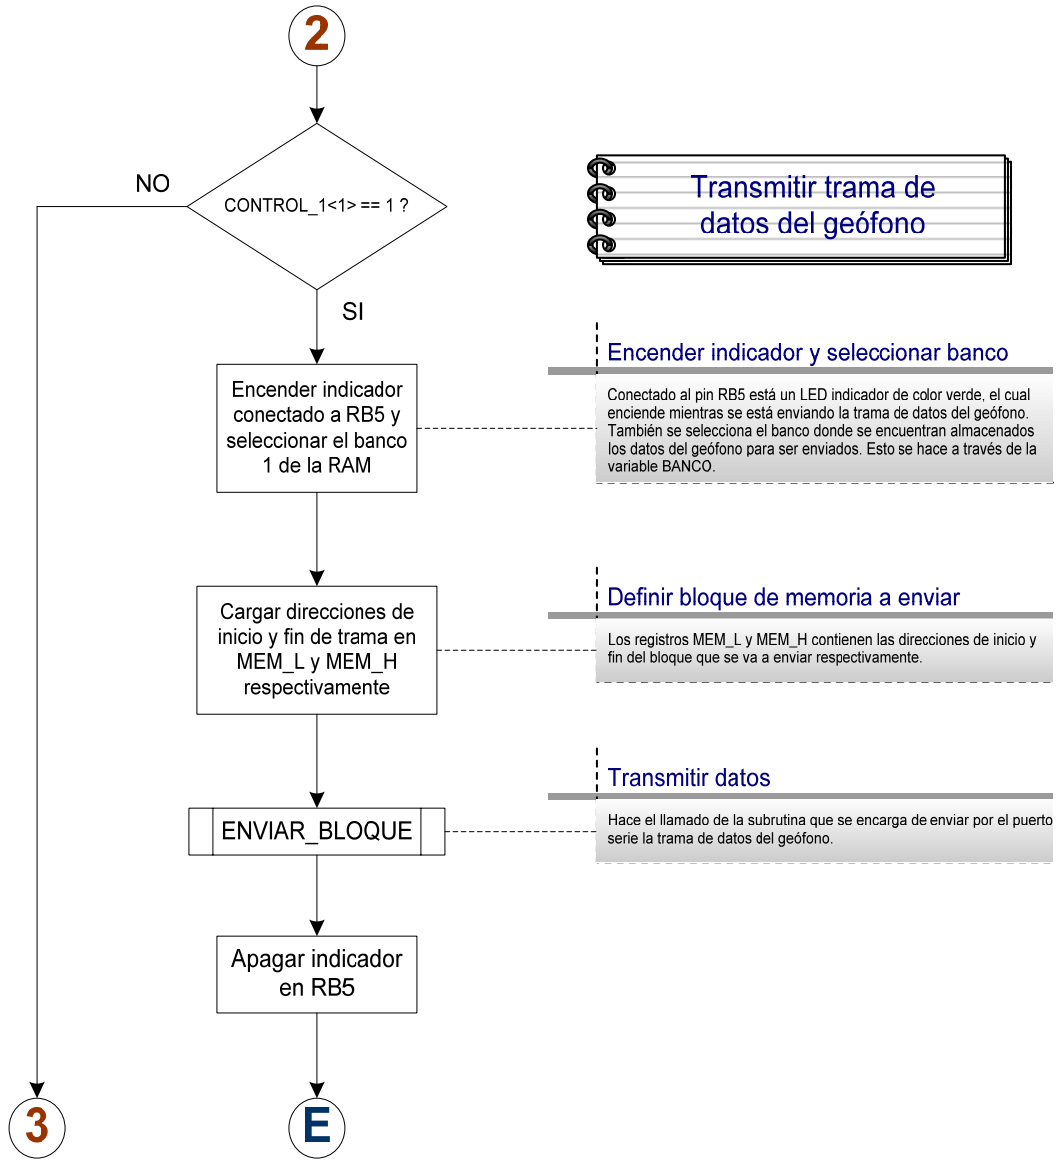 2
NO
CONTROL_1<1> == 1 ?
SI
Transmitir trama de
datos del geófono
Encender indicador
conectado a RB5 y
seleccionar el banco
1 de la RAM
Encender indicador y seleccionar banco
Conectado al pin RB5 está un LED indicador de color verde, el cual
enciende mientras se está enviando la trama de datos del geófono.
También se selecciona el banco donde se encuentran almacenados
los datos del geófono para ser enviados. Esto se hace a través de la
variable BANCO.
Cargar direcciones de
inicio y fin de trama en
MEM_L y MEM_H
respectivamente
Definir bloque de memoria a enviar
Los registros MEM_L y MEM_H contienen las direcciones de inicio y
fin del bloque que se va a enviar respectivamente.
ENVIAR_BLOQUE
Transmitir datos
Hace el llamado de la subrutina que se encarga de enviar por el puerto
serie la trama de datos del geófono.
Apagar indicador
en RB5
3
E